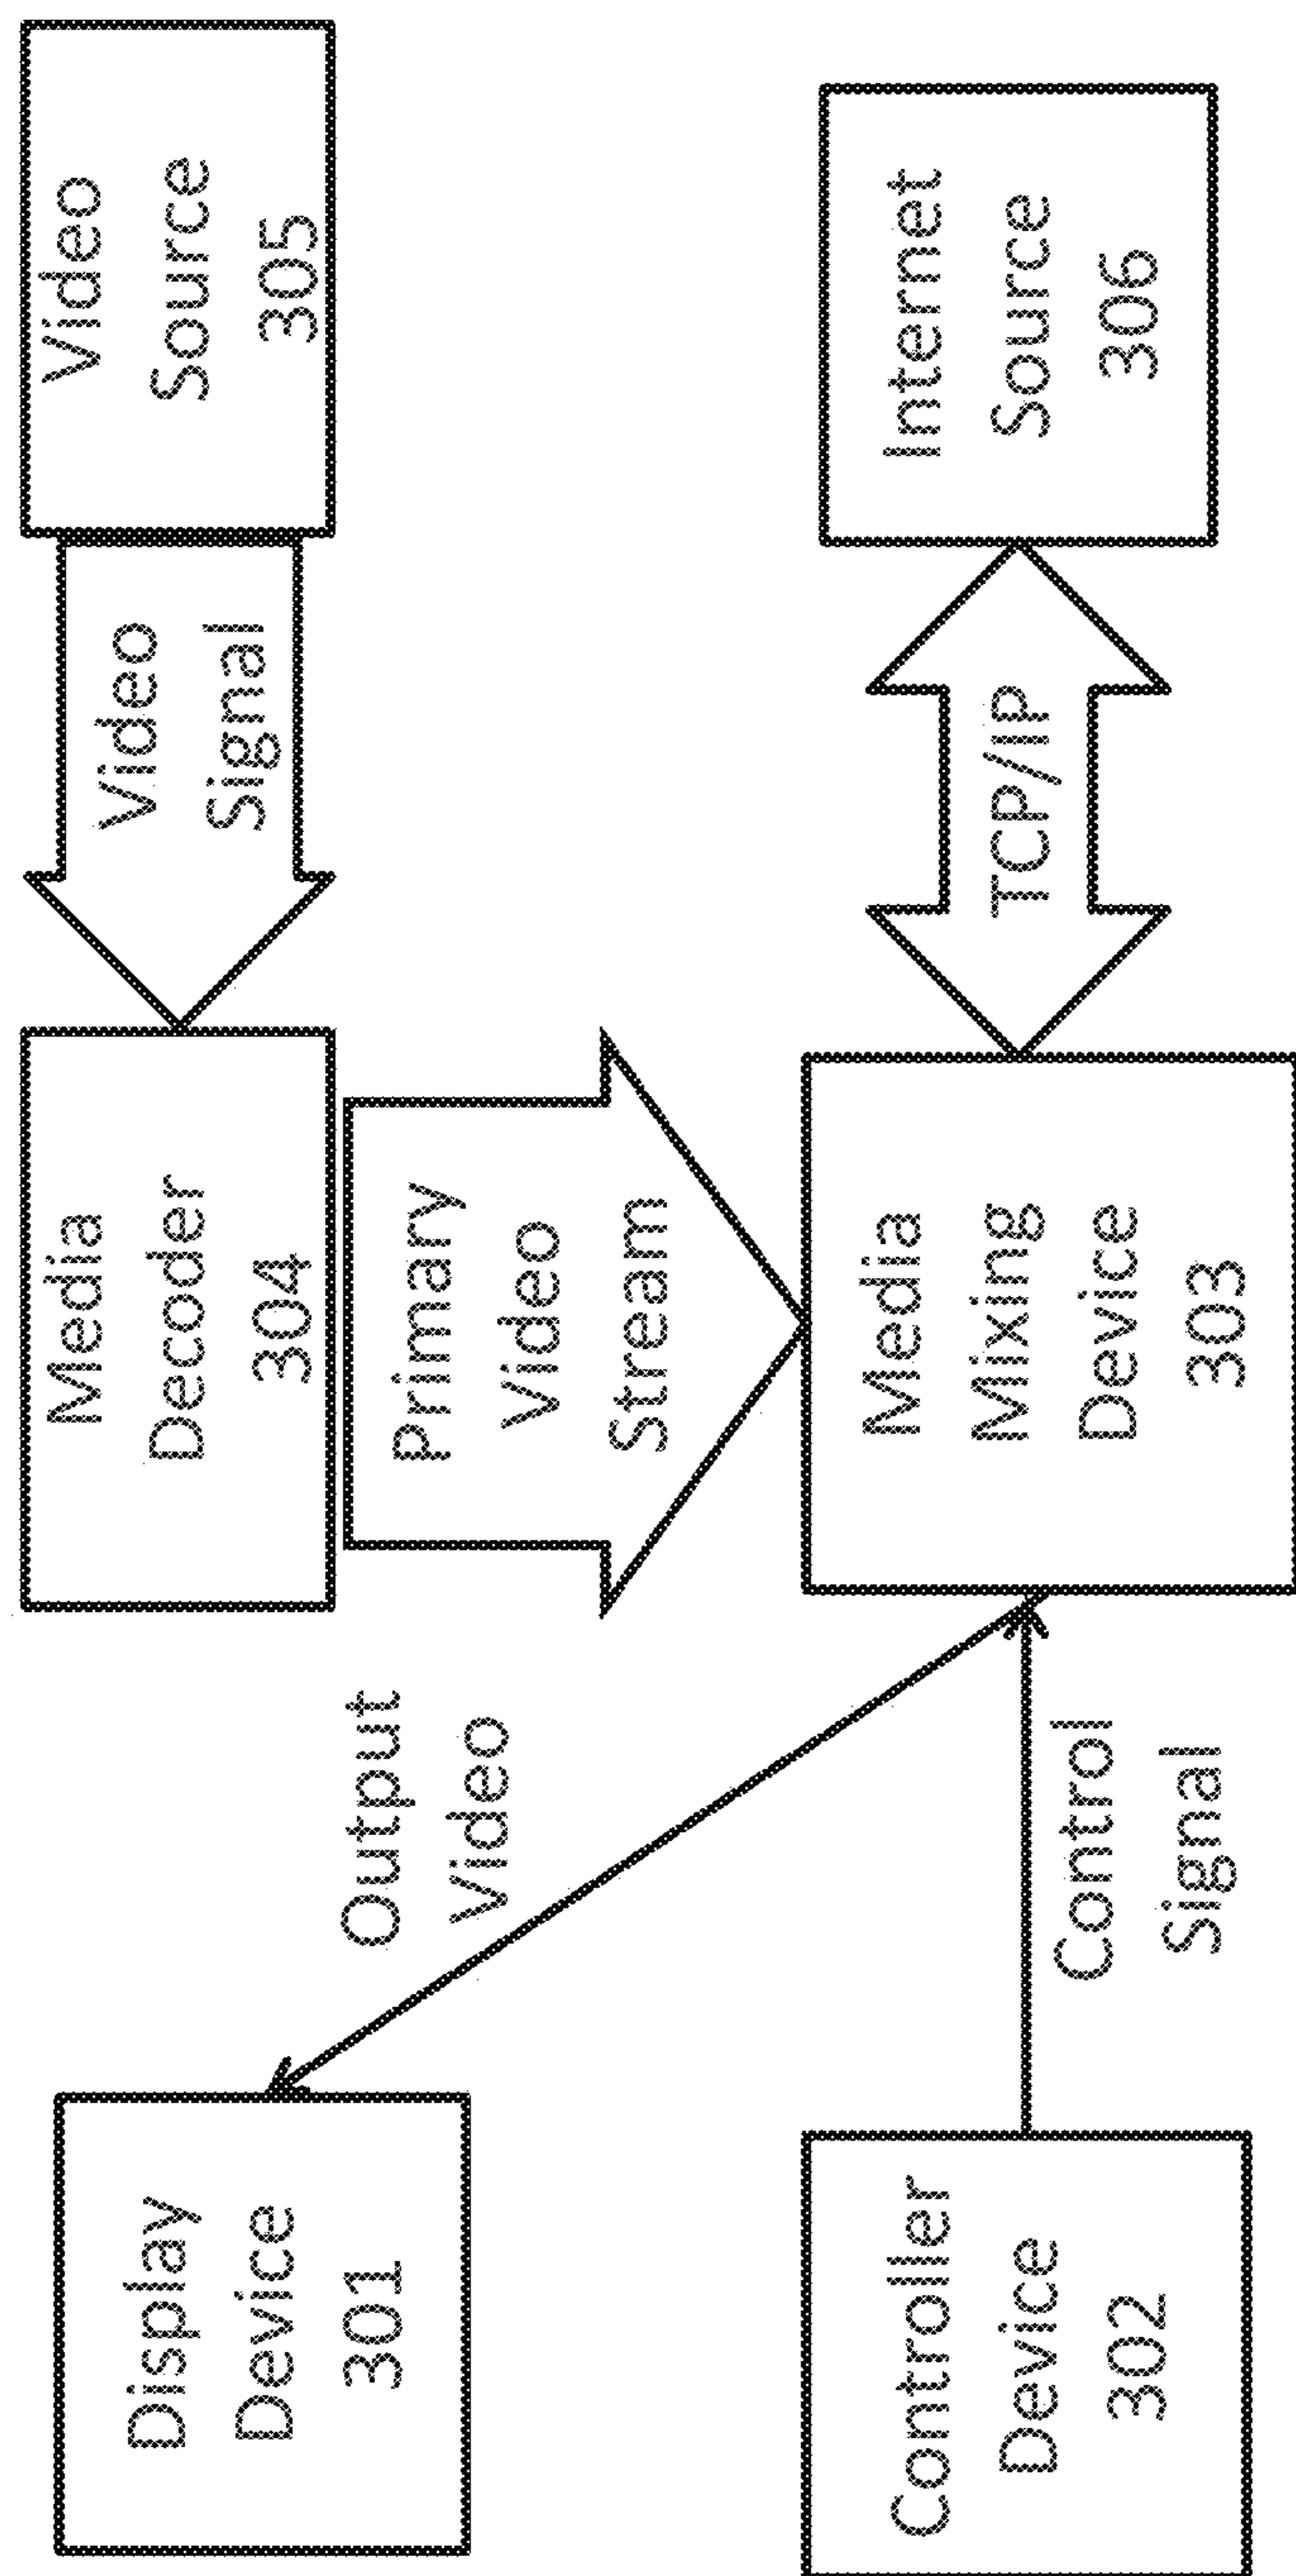 Display
Device
301
Output
Video
Media
Decoder
304
Video
Signal
Video
Source
305
Primary
Video
Stream
Controller
Device
302
Control
Signal
Media
Mixing
Device
303
TCP/IP
Internet
Source
306